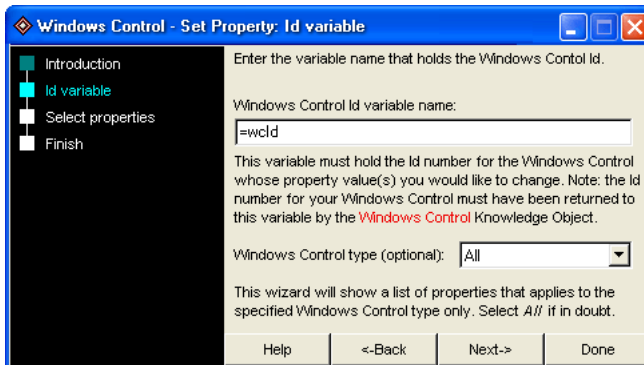 Windows Control - Set Property: Id variable
Introduction
Id variable
Select properties
Finish
Enter the variable name that holds the Windows Contol Id.
Windows Control Id variable name:
=wcId
This variable must hold the Id number for the Windows Control
whose property value(s) you would like to change. Note: the Id
number for your Windows Control must have been returned to
this variable by the Windows Control Knowledge Object.
Windows Control type (optional): All
This wizard will show a list of properties that applies to the
specified Windows Control type only. Select All if in doubt.
Help <-Back Next-> Done